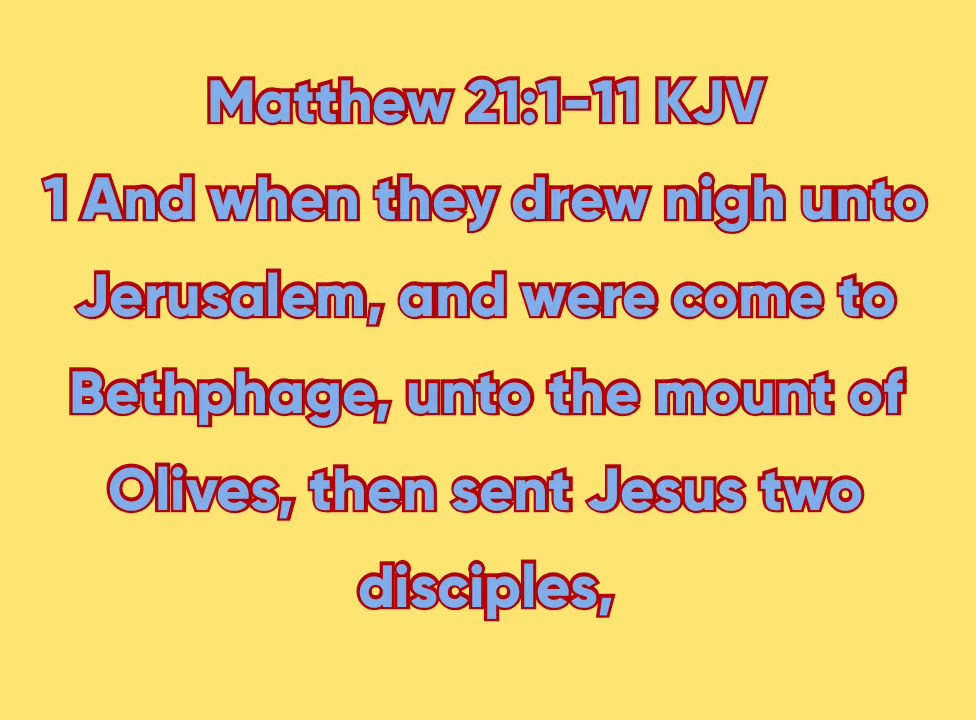 Matthew 21:1-11 KJV
1 And when they drew nigh unto
Jerusalem, and were come to
Bethphage, unto the mount of
Olives, then sent Jesus two
disciples,